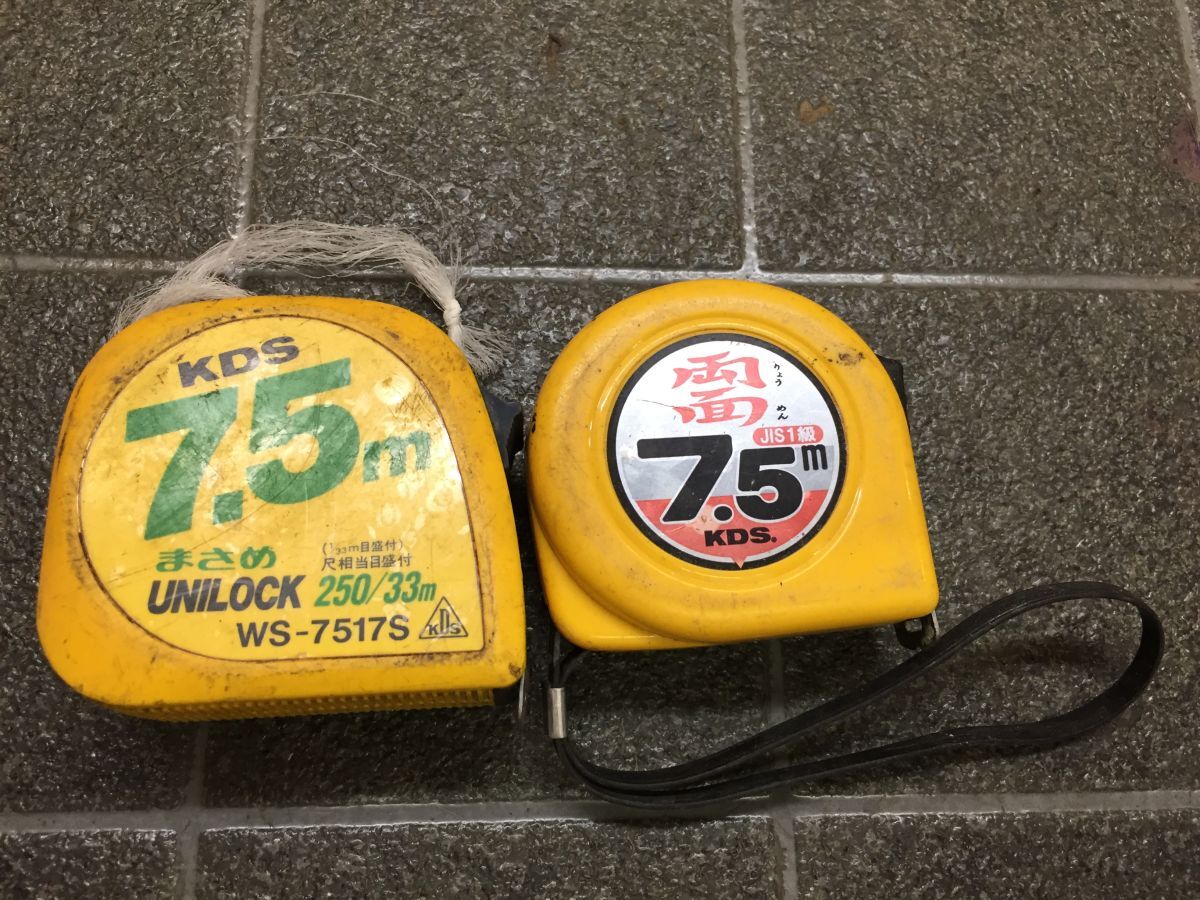 KDS
7.5m
まさめ
(1/33m目盛付)
尺相当目盛付
UNILOCK 250/33m
WS-7517S
KDS
両面
りょうめん
JIS1級
7.5m
KDS®